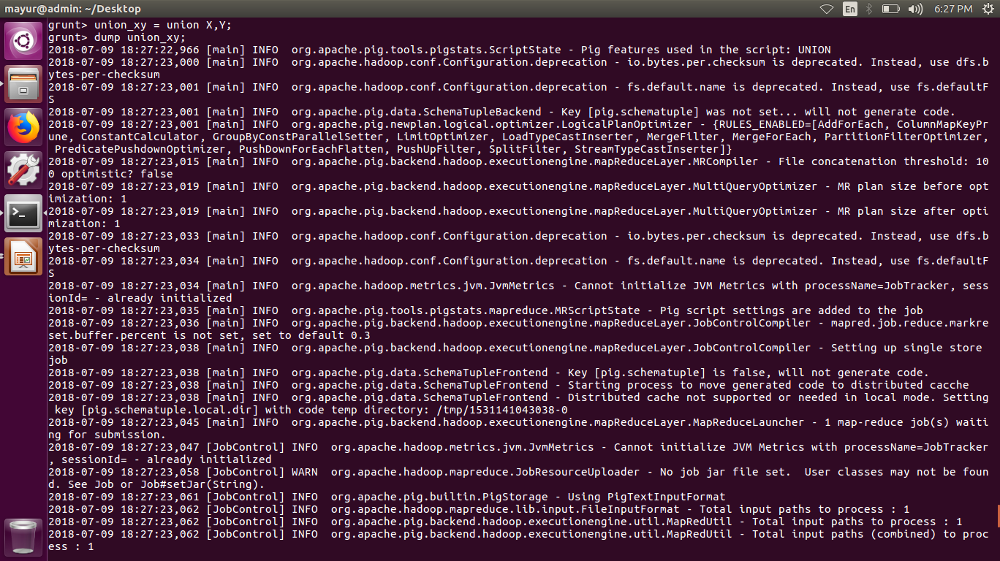 mayur@admin: ~/Desktop
En
6:27 PM
grunt> union_xy = union X,Y;
grunt> dump union_xy;
2018-07-09 18:27:22,966 [main] INFO  org.apache.pig.tools.pigstats.ScriptState - Pig features used in the script: UNION
2018-07-09 18:27:23,000 [main] INFO  org.apache.hadoop.conf.Configuration.deprecation - io.bytes.per.checksum is deprecated. Instead, use dfs.b
ytes-per-checksum
2018-07-09 18:27:23,001 [main] INFO  org.apache.hadoop.conf.Configuration.deprecation - fs.default.name is deprecated. Instead, use fs.defaultF
S
2018-07-09 18:27:23,001 [main] INFO  org.apache.pig.data.SchemaTupleBackend - Key [pig.schematuple] was not set... will not generate code.
2018-07-09 18:27:23,001 [main] INFO  org.apache.pig.newplan.logical.optimizer.LogicalPlanOptimizer - {RULES_ENABLED=[AddForEach, ColumnMapKeyPr
une, ConstantCalculator, GroupByConstParallelSetter, LimitOptimizer, LoadTypeCastInserter, MergeFilter, MergeForEach, PartitionFilterOptimizer,
 PredicatePushdownOptimizer, PushDownForEachFlatten, PushUpFilter, SplitFilter, StreamTypeCastInserter]}
2018-07-09 18:27:23,015 [main] INFO  org.apache.pig.backend.hadoop.executionengine.mapReduceLayer.MRCompiler - File concatenation threshold: 10
0 optimistic? false
2018-07-09 18:27:23,019 [main] INFO  org.apache.pig.backend.hadoop.executionengine.mapReduceLayer.MultiQueryOptimizer - MR plan size before opt
imization: 1
2018-07-09 18:27:23,019 [main] INFO  org.apache.pig.backend.hadoop.executionengine.mapReduceLayer.MultiQueryOptimizer - MR plan size after opti
mization: 1
2018-07-09 18:27:23,033 [main] INFO  org.apache.hadoop.conf.Configuration.deprecation - io.bytes.per.checksum is deprecated. Instead, use dfs.b
ytes-per-checksum
2018-07-09 18:27:23,034 [main] INFO  org.apache.hadoop.conf.Configuration.deprecation - fs.default.name is deprecated. Instead, use fs.defaultF
S
2018-07-09 18:27:23,034 [main] INFO  org.apache.hadoop.metrics.jvm.JvmMetrics - Cannot initialize JVM Metrics with processName=JobTracker, sess
ionId= - already initialized
2018-07-09 18:27:23,035 [main] INFO  org.apache.pig.tools.pigstats.mapreduce.MRScriptState - Pig script settings are added to the job
2018-07-09 18:27:23,036 [main] INFO  org.apache.pig.backend.hadoop.executionengine.mapReduceLayer.JobControlCompiler - mapred.job.reduce.markre
set.buffer.percent is not set, set to default 0.3
2018-07-09 18:27:23,038 [main] INFO  org.apache.pig.backend.hadoop.executionengine.mapReduceLayer.JobControlCompiler - Setting up single store
job
2018-07-09 18:27:23,038 [main] INFO  org.apache.pig.data.SchemaTupleFrontend - Key [pig.schematuple] is false, will not generate code.
2018-07-09 18:27:23,038 [main] INFO  org.apache.pig.data.SchemaTupleFrontend - Starting process to move generated code to distributed cacche
2018-07-09 18:27:23,038 [main] INFO  org.apache.pig.data.SchemaTupleFrontend - Distributed cache not supported or needed in local mode. Setting
 key [pig.schematuple.local.dir] with code temp directory: /tmp/1531141043038-0
2018-07-09 18:27:23,045 [main] INFO  org.apache.pig.backend.hadoop.executionengine.mapReduceLayer.MapReduceLauncher - 1 map-reduce job(s) waiti
ng for submission.
2018-07-09 18:27:23,047 [JobControl] INFO  org.apache.hadoop.metrics.jvm.JvmMetrics - Cannot initialize JVM Metrics with processName=JobTracker
, sessionId= - already initialized
2018-07-09 18:27:23,058 [JobControl] WARN  org.apache.hadoop.mapreduce.JobResourceUploader - No job jar file set.  User classes may not be foun
d. See Job or Job#setJar(String).
2018-07-09 18:27:23,061 [JobControl] INFO  org.apache.pig.builtin.PigStorage - Using PigTextInputFormat
2018-07-09 18:27:23,062 [JobControl] INFO  org.apache.hadoop.mapreduce.lib.input.FileInputFormat - Total input paths to process : 1
2018-07-09 18:27:23,062 [JobControl] INFO  org.apache.pig.backend.hadoop.executionengine.util.MapRedUtil - Total input paths to process : 1
2018-07-09 18:27:23,062 [JobControl] INFO  org.apache.pig.backend.hadoop.executionengine.util.MapRedUtil - Total input paths (combined) to proc
ess : 1